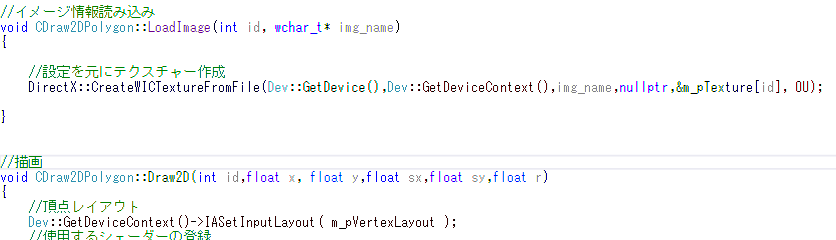 //イメージ情報読み込み
void CDraw2DPolygon::LoadImage(int id, wchar_t* img_name)
{
//設定を元にテクスチャー作成
DirectX::CreateWICTextureFromFile(Dev::GetDevice(),Dev::GetDeviceContext(),img_name,nullptr,&m_pTexture[id], 0U);
}
//描画
void CDraw2DPolygon::Draw2D(int id,float x, float y,float sx,float sy,float r)
{
//頂点レイアウト
Dev::GetDeviceContext()->IASetInputLayout( m_pVertexLayout );
//使用するシェーダーの登録